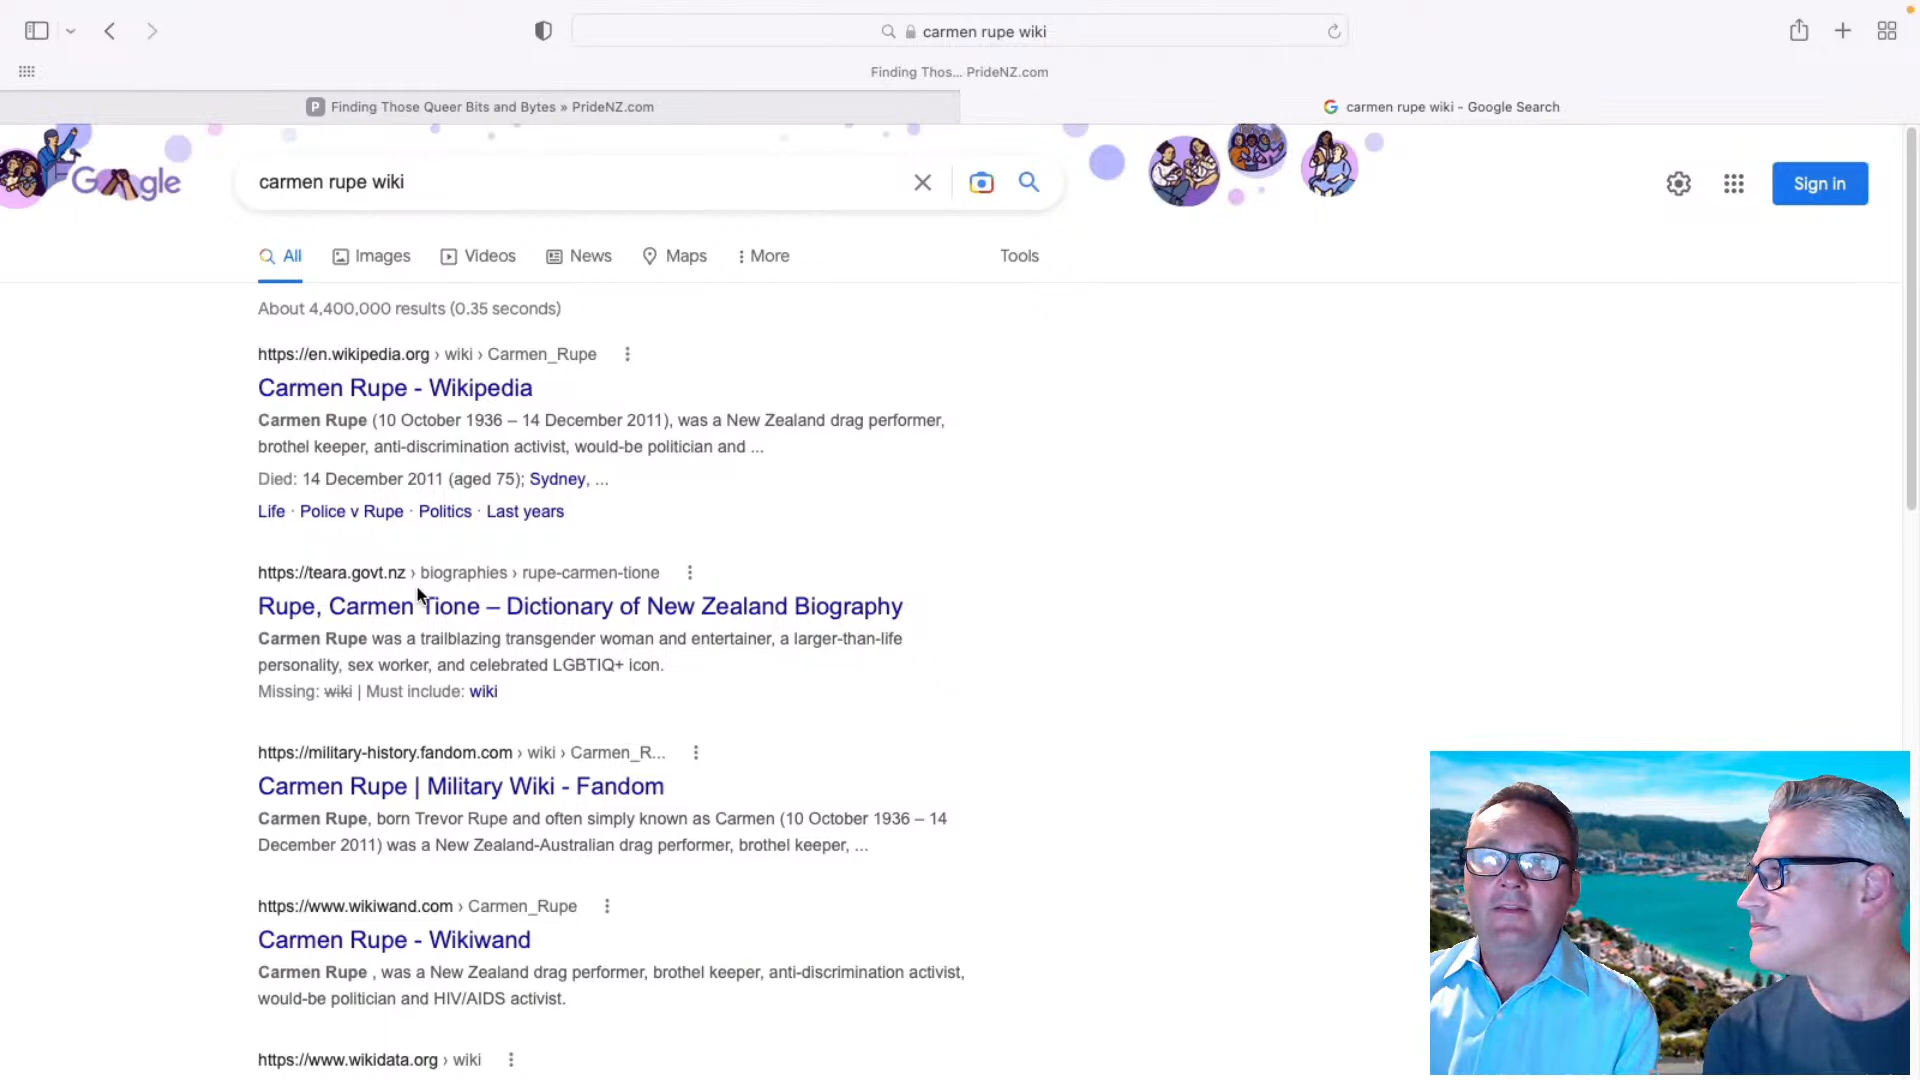 carmen rupe wiki
Finding Thos... PrideNZ.com
P Finding Those Queer Bits and Bytes » PrideNZ.com
carmen rupe wiki - Google Search
Google
carmen rupe wiki
Sign in
All Images Videos News Maps More Tools
About 4,400,000 results (0.35 seconds)
https://en.wikipedia.org › wiki › Carmen_Rupe
Carmen Rupe - Wikipedia
Carmen Rupe (10 October 1936 – 14 December 2011), was a New Zealand drag performer,
brothel keeper, anti-discrimination activist, would-be politician and ...
Died: 14 December 2011 (aged 75); Sydney, ...
Life · Police v Rupe · Politics · Last years
https://teara.govt.nz › biographies › rupe-carmen-tione
Rupe, Carmen Tione – Dictionary of New Zealand Biography
Carmen Rupe was a trailblazing transgender woman and entertainer, a larger-than-life
personality, sex worker, and celebrated LGBTIQ+ icon.
Missing: wiki | Must include: wiki
https://military-history.fandom.com › wiki › Carmen_R...
Carmen Rupe | Military Wiki - Fandom
Carmen Rupe, born Trevor Rupe and often simply known as Carmen (10 October 1936 – 14
December 2011) was a New Zealand-Australian drag performer, brothel keeper, ...
https://www.wikiwand.com › Carmen_Rupe
Carmen Rupe - Wikiwand
Carmen Rupe , was a New Zealand drag performer, brothel keeper, anti-discrimination activist,
would-be politician and HIV/AIDS activist.
https://www.wikidata.org › wiki